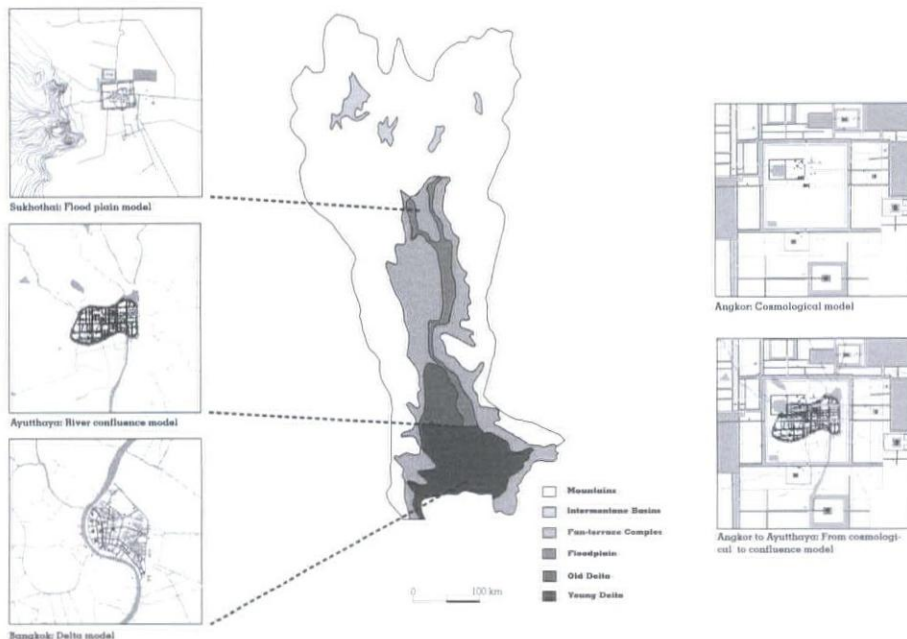 Sukhothai: Flood plain model
Ayutthaya: River confluence model
Bangkok: Delta model
Mountains
Intermontane Basins
Fan-terrace Complex
Floodplain
Old Delta
Young Delta
0 100 km
Angkor: Cosmological model
Angkor to Ayutthaya: From cosmologi-
cal to confluence model